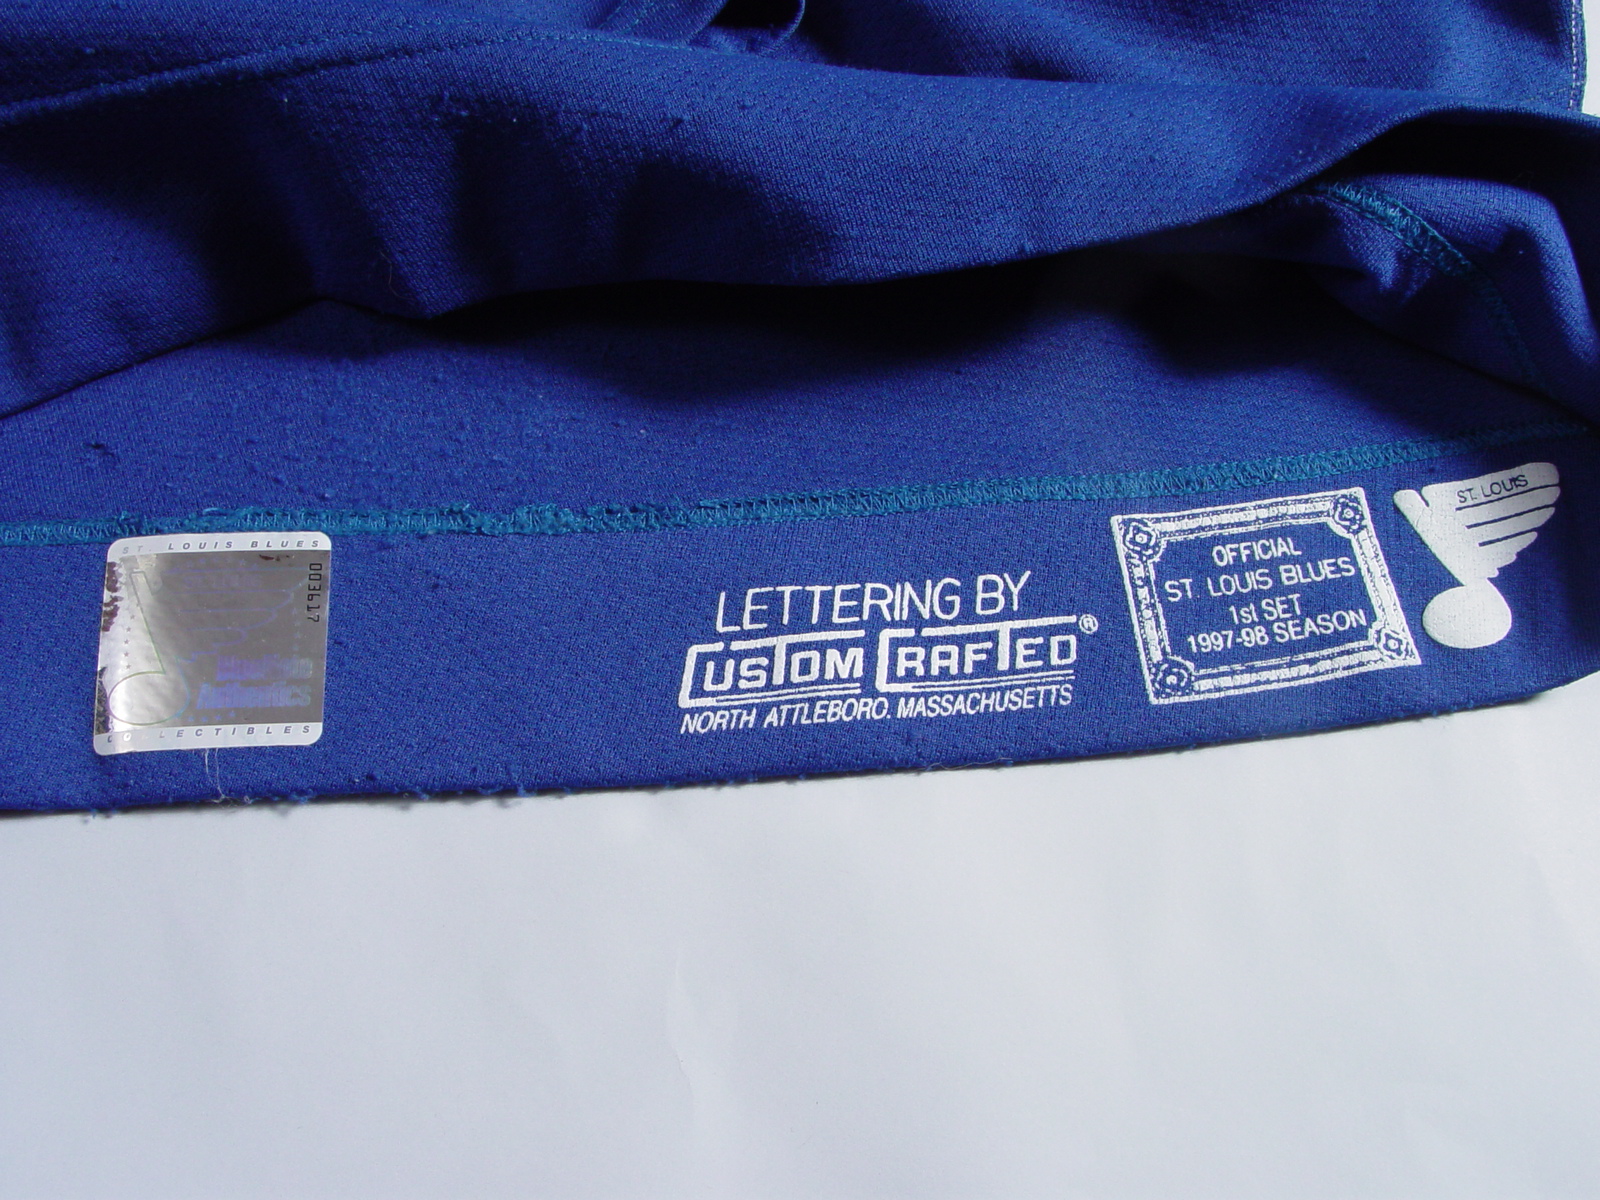 ST. LOUIS BLUES
003617
Authentics
COLLECTIBLES
LETTERING BY
CUSTOM CRAFTED®
NORTH ATTLEBORO. MASSACHUSETTS
OFFICIAL
ST LOUIS BLUES
1st SET
1997-98 SEASON
ST. LOUIS